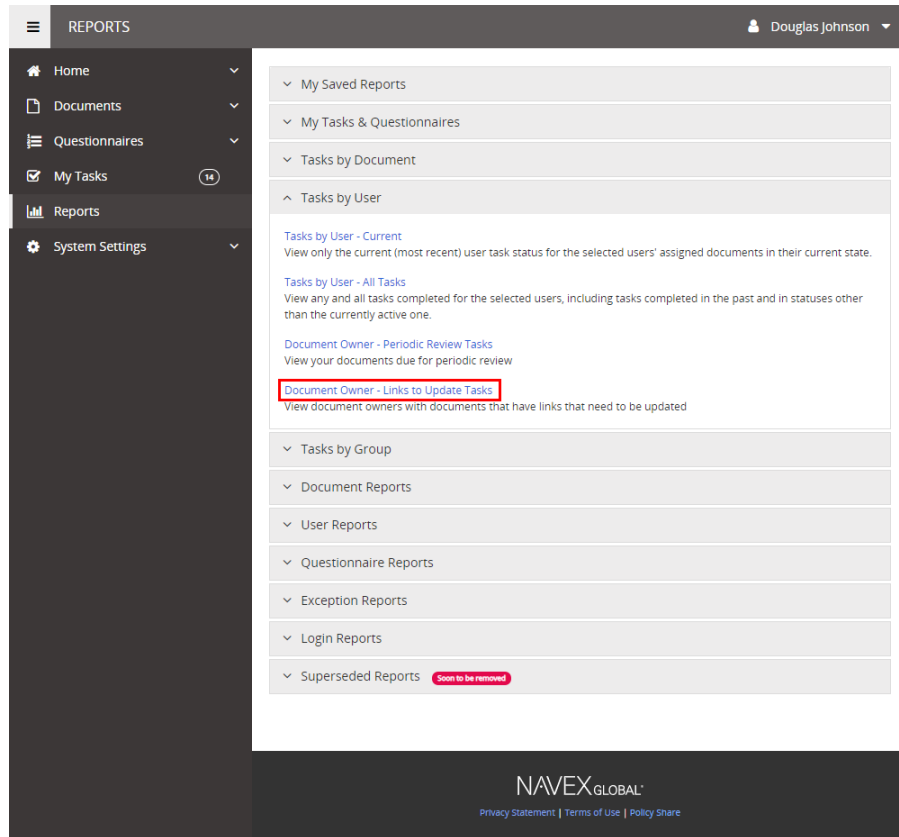 REPORTS
Douglas Johnson
Home
Documents
Questionnaires
My Tasks 14
Reports
System Settings
My Saved Reports
My Tasks & Questionnaires
Tasks by Document
Tasks by User
Tasks by User - Current
View only the current (most recent) user task status for the selected users' assigned documents in their current state.
Tasks by User - All Tasks
View any and all tasks completed for the selected users, including tasks completed in the past and in statuses other
than the currently active one.
Document Owner - Periodic Review Tasks
View your documents due for periodic review
Document Owner - Links to Update Tasks
View document owners with documents that have links that need to be updated
Tasks by Group
Document Reports
User Reports
Questionnaire Reports
Exception Reports
Login Reports
Superseded Reports Soon to be removed
NAVEX GLOBAL
Privacy Statement | Terms of Use | Policy Share